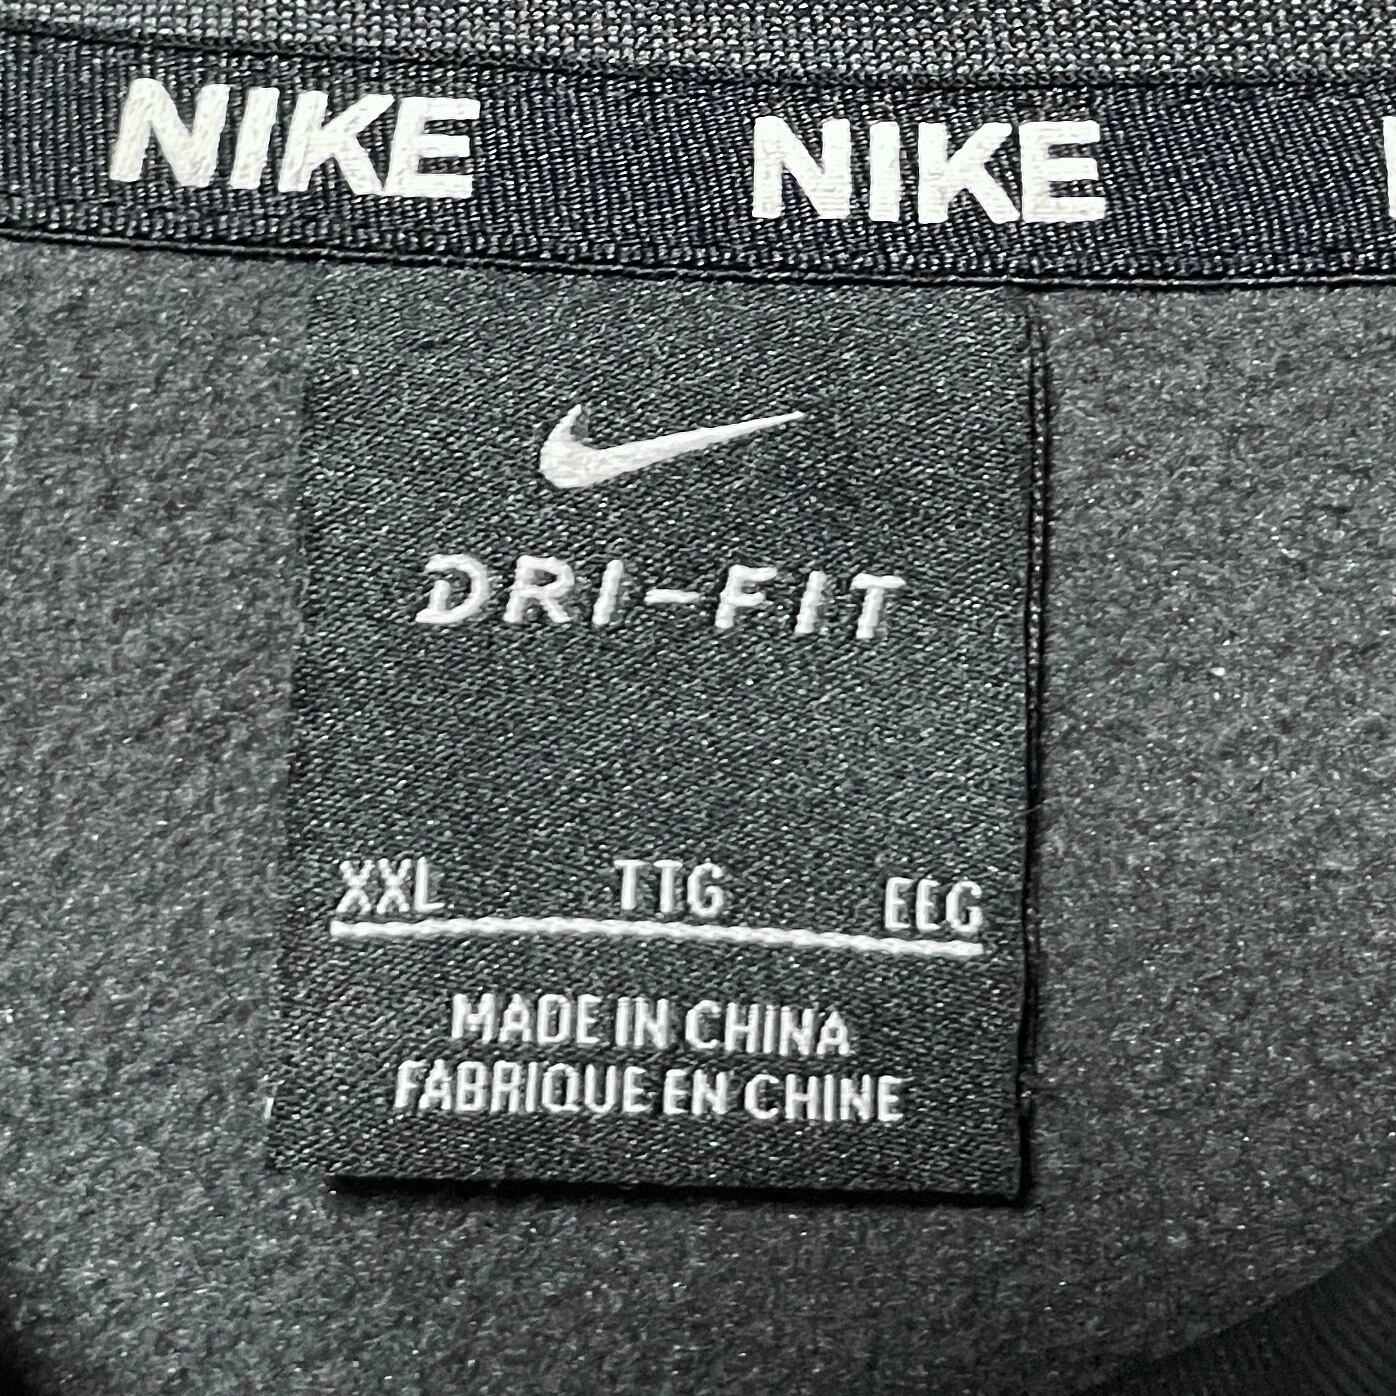 NIKE NIKE
DRI-FIT
XXL TTG EEG
MADE IN CHINA
FABRIQUE EN CHINE